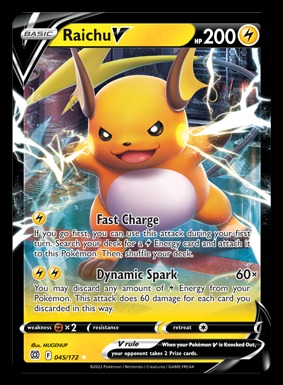 BASIC Raichu V HP 200
Fast Charge
If you go first, you can use this attack during your first
turn. Search your deck for a Energy card and attach it
to this Pokémon. Then, shuffle your deck.
Dynamic Spark 60×
You may discard any amount of Energy from your
Pokémon. This attack does 60 damage for each card you
discarded in this way.
weakness ×2 resistance retreat
Illus. MUGENUP
V rule When your Pokémon V is Knocked Out,
your opponent takes 2 Prize cards.
F 045/172
©2022 Pokémon / Nintendo / Creatures / GAME FREAK